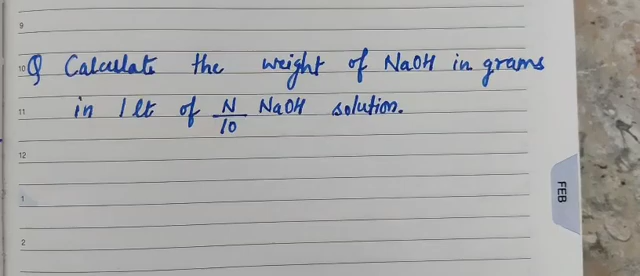 9
10 Q Calculate the weight of NaOH in grams
11 in 1 lt of N/10 NaOH solution.
12
1
2
FEB